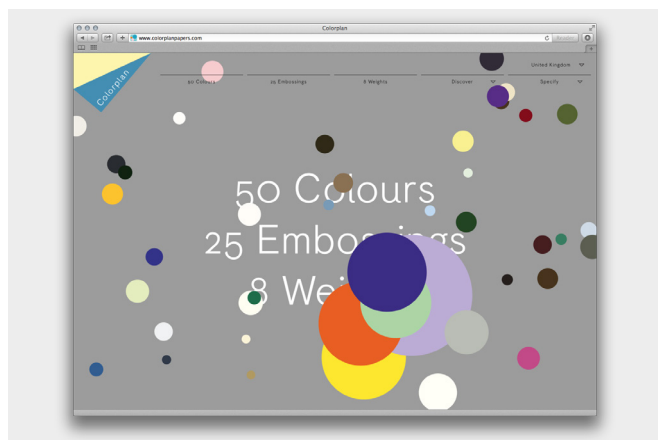 Colorplan
www.colorplanpapers.com
Reader
Colorplan
United Kingdom
50 Colours
25 Embossings
8 Weights
Discover
Specify
50 Colours
25 Embossings
8 Wei